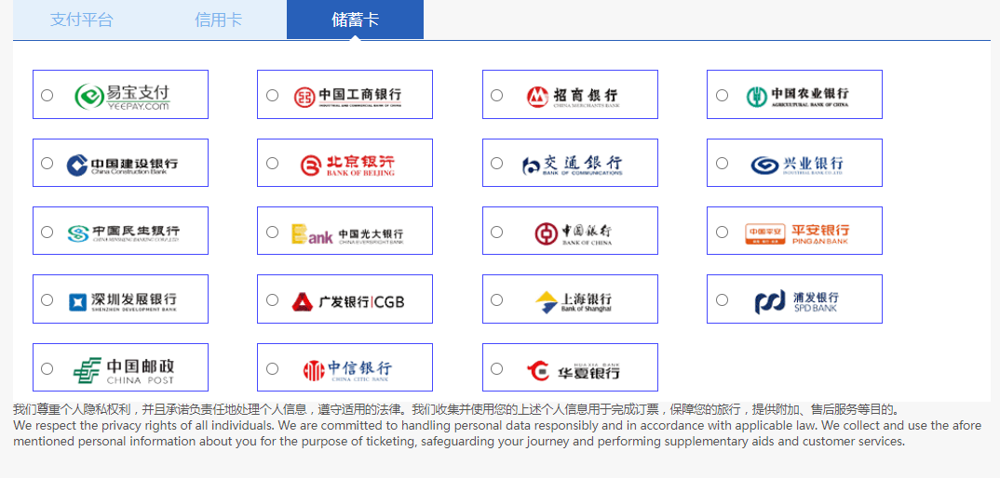 支付平台 信用卡 储蓄卡
易宝支付 中国工商银行 招商银行 中国农业银行
YEEPAY.COM INDUSTRIAL AND COMMERCIAL BANK OF CHINA CHINA MERCHANTS BANK AGRICULTURAL BANK OF CHINA
中国建设银行 北京银行 交通银行 兴业银行
China Construction Bank BANK OF BEIJING BANK OF COMMUNICATIONS INDUSTRIAL BANK CO.,LTD.
中国民生银行 Bank 中国光大银行 中国银行 中国平安 平安银行
CHINA MINSHENG BANKING CORP.,LTD. CHINA EVERBRIGHT BANK BANK OF CHINA PING AN BANK
深圳发展银行 广发银行|CGB 上海银行 浦发银行
SHENZHEN DEVELOPMENT BANK Bank of Shanghai SPD BANK
中国邮政 中信银行 HUAXIA BANK
CHINA POST CHINA CITIC BANK 华夏银行
我们尊重个人隐私权利，并且承诺负责任地处理个人信息，遵守适用的法律。我们收集并使用您的上述个人信息用于完成订票，保障您的旅行，提供附加、售后服务等目的。
We respect the privacy rights of all individuals. We are committed to handling personal data responsibly and in accordance with applicable law. We collect and use the afore
mentioned personal information about you for the purpose of ticketing, safeguarding your journey and performing supplementary aids and customer services.